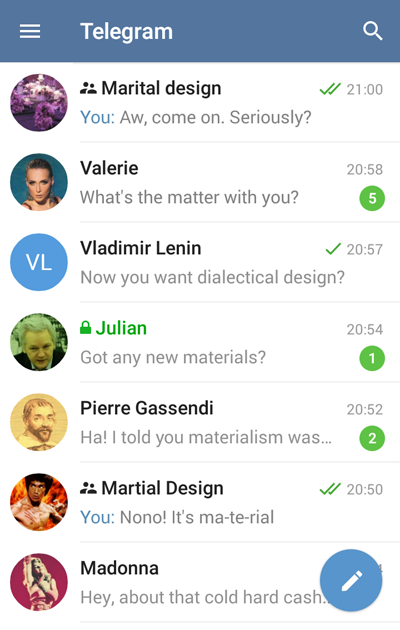 Telegram
Marital design 21:00
You: Aw, come on. Seriously?
Valerie 20:58
What's the matter with you? 5
VL Vladimir Lenin 20:57
Now you want dialectical design?
Julian 20:54
Got any new materials? 1
Pierre Gassendi 20:52
Ha! I told you materialism was... 2
Martial Design 20:50
You: Nono! It's ma-te-rial
Madonna
Hey, about that cold hard cash..